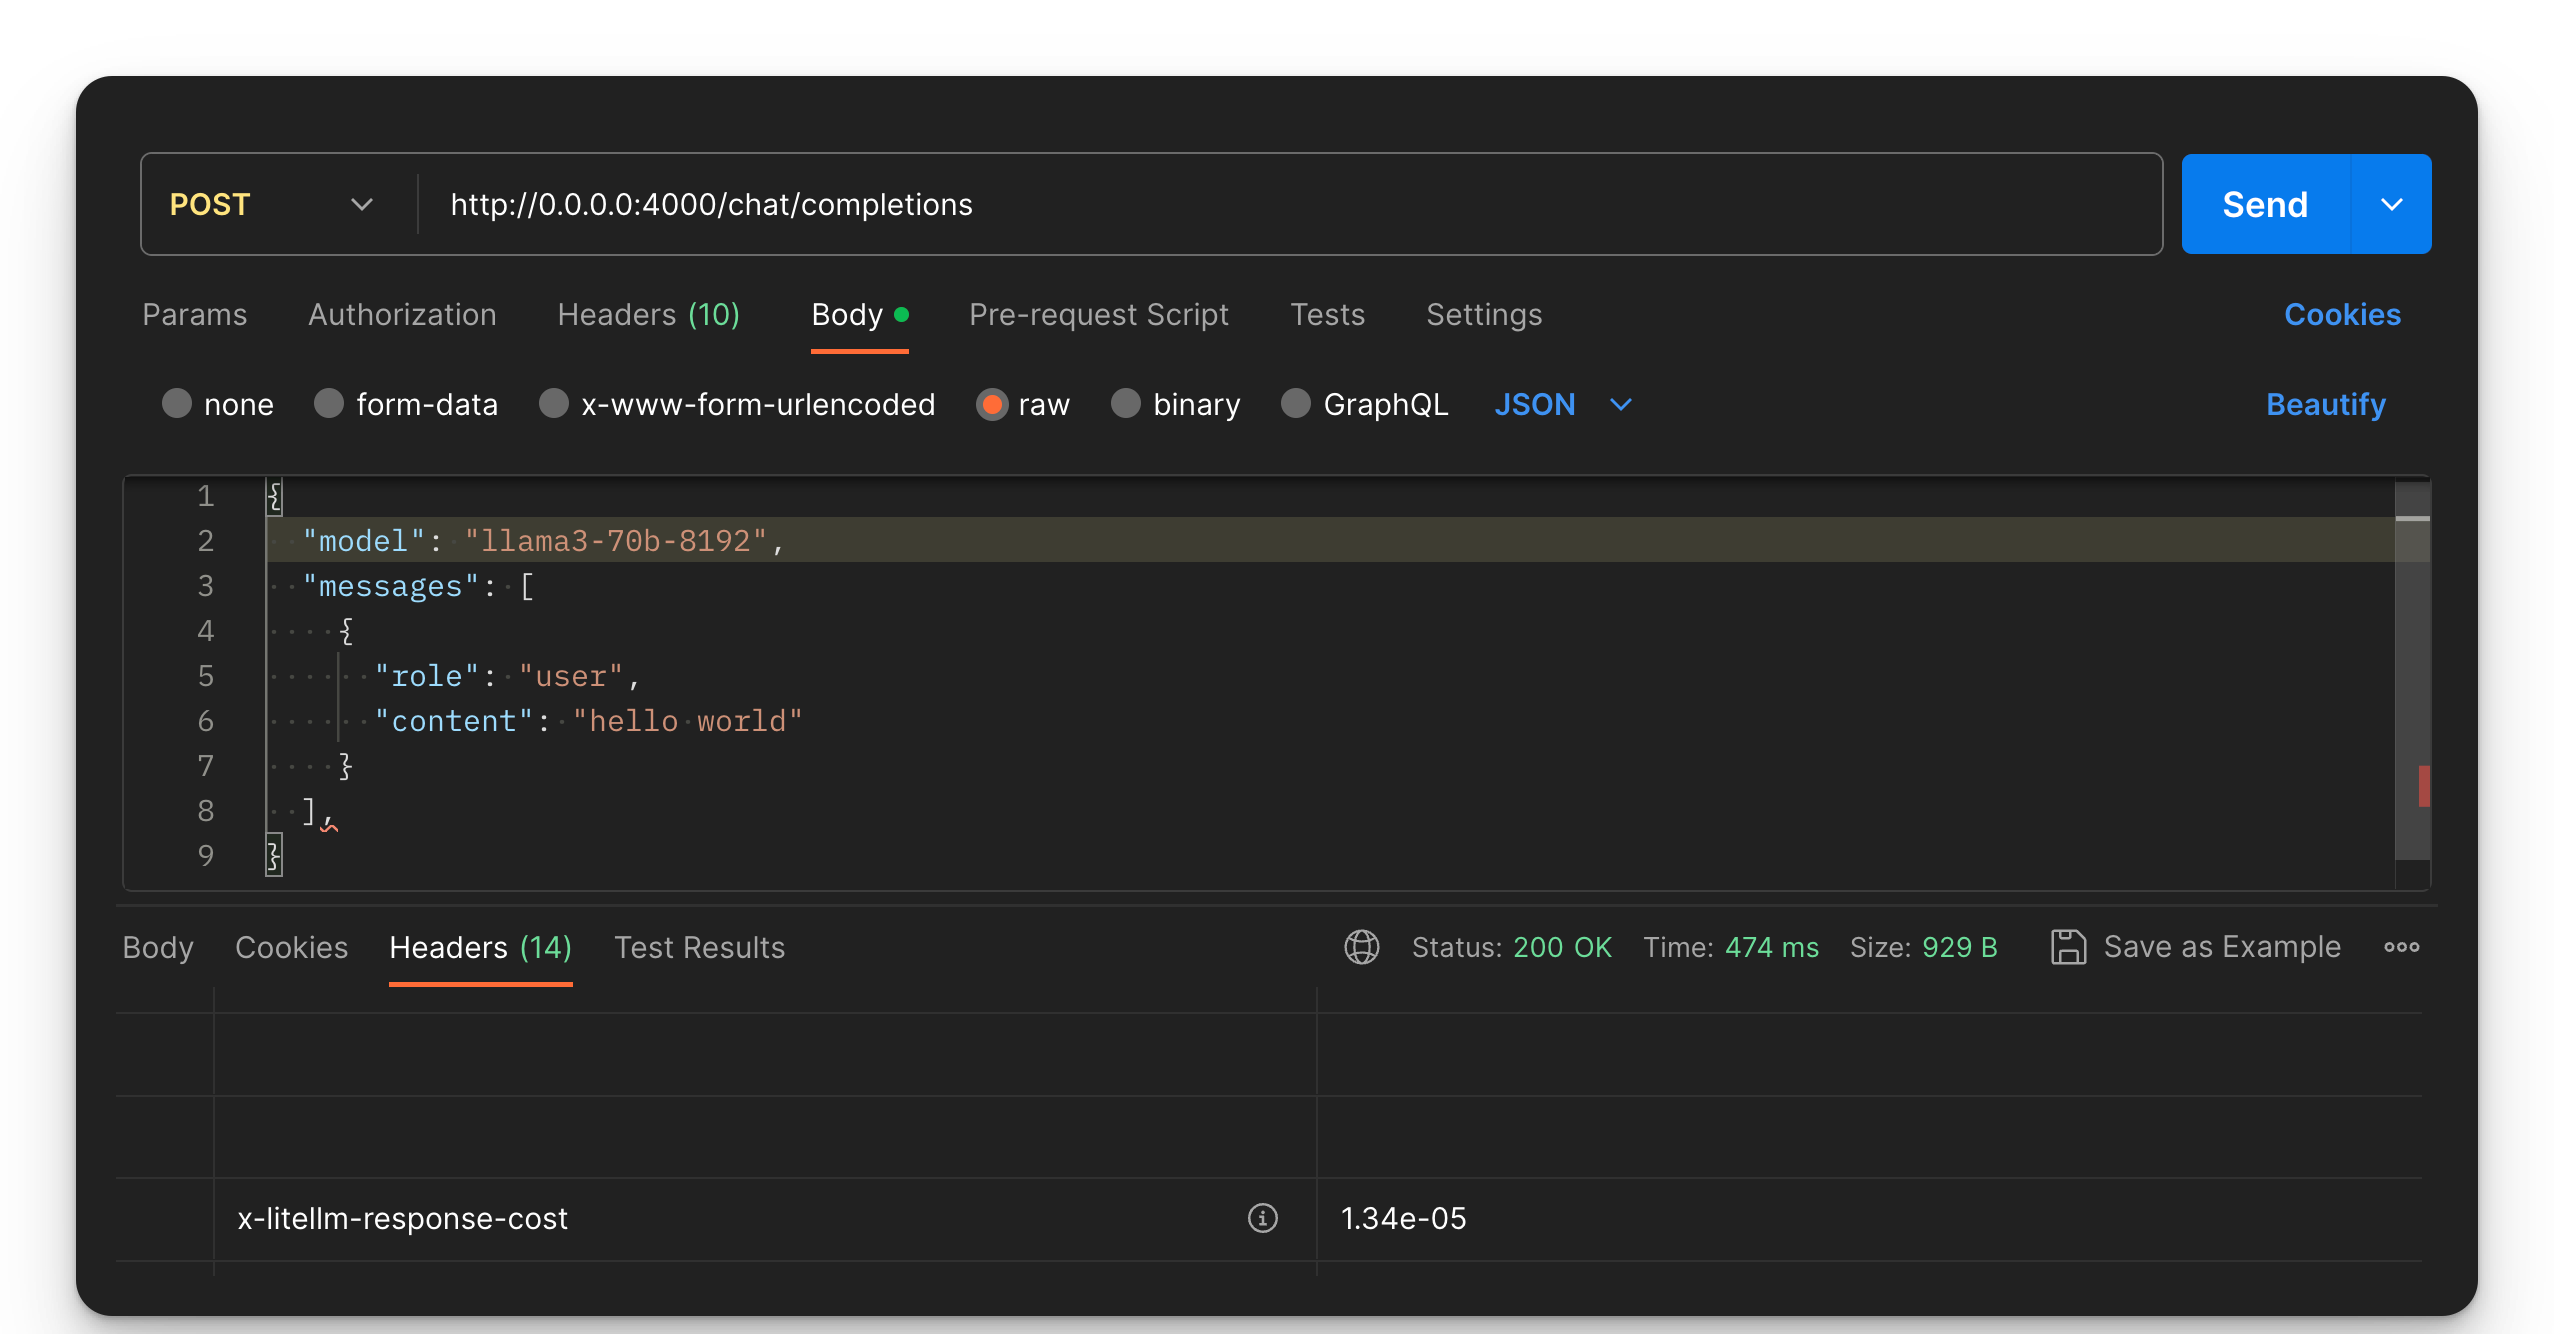 POST http://0.0.0.0:4000/chat/completions Send
Params Authorization Headers (10) Body Pre-request Script Tests Settings Cookies
none form-data x-www-form-urlencoded raw binary GraphQL JSON Beautify
1 {
2 "model": "llama3-70b-8192",
3 "messages": [
4 {
5 "role": "user",
6 "content": "hello world"
7 }
8 ],
9 }
Body Cookies Headers (14) Test Results Status: 200 OK Time: 474 ms Size: 929 B Save as Example
x-litellm-response-cost 1.34e-05